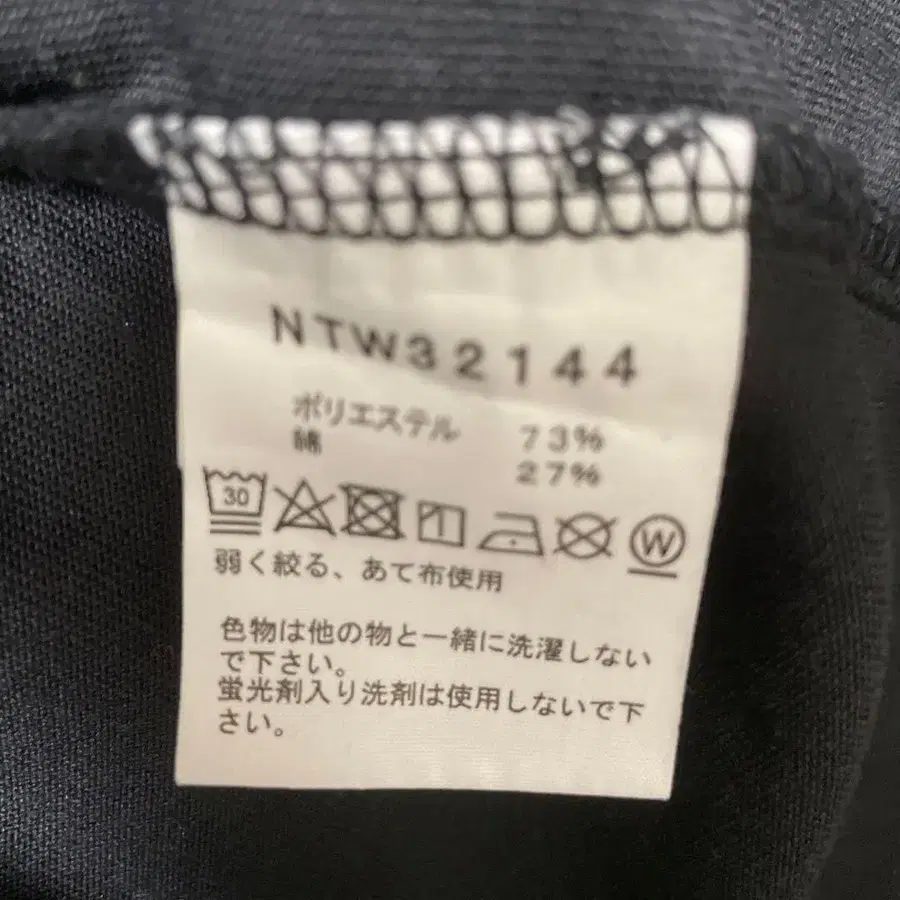 NTW32144
ポリエステル 73%
綿 27%
30
W
弱く絞る、あて布使用
色物は他の物と一緒に洗濯しない
で下さい。
蛍光剤入り洗剤は使用しないで下
さい。